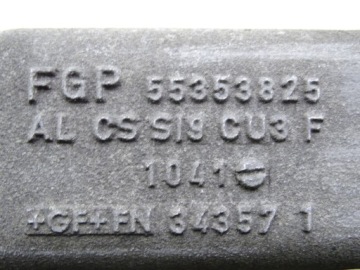 FGP 55353825
AL CS SI9 CU3 F
1041
+GF+ FN 34357 1